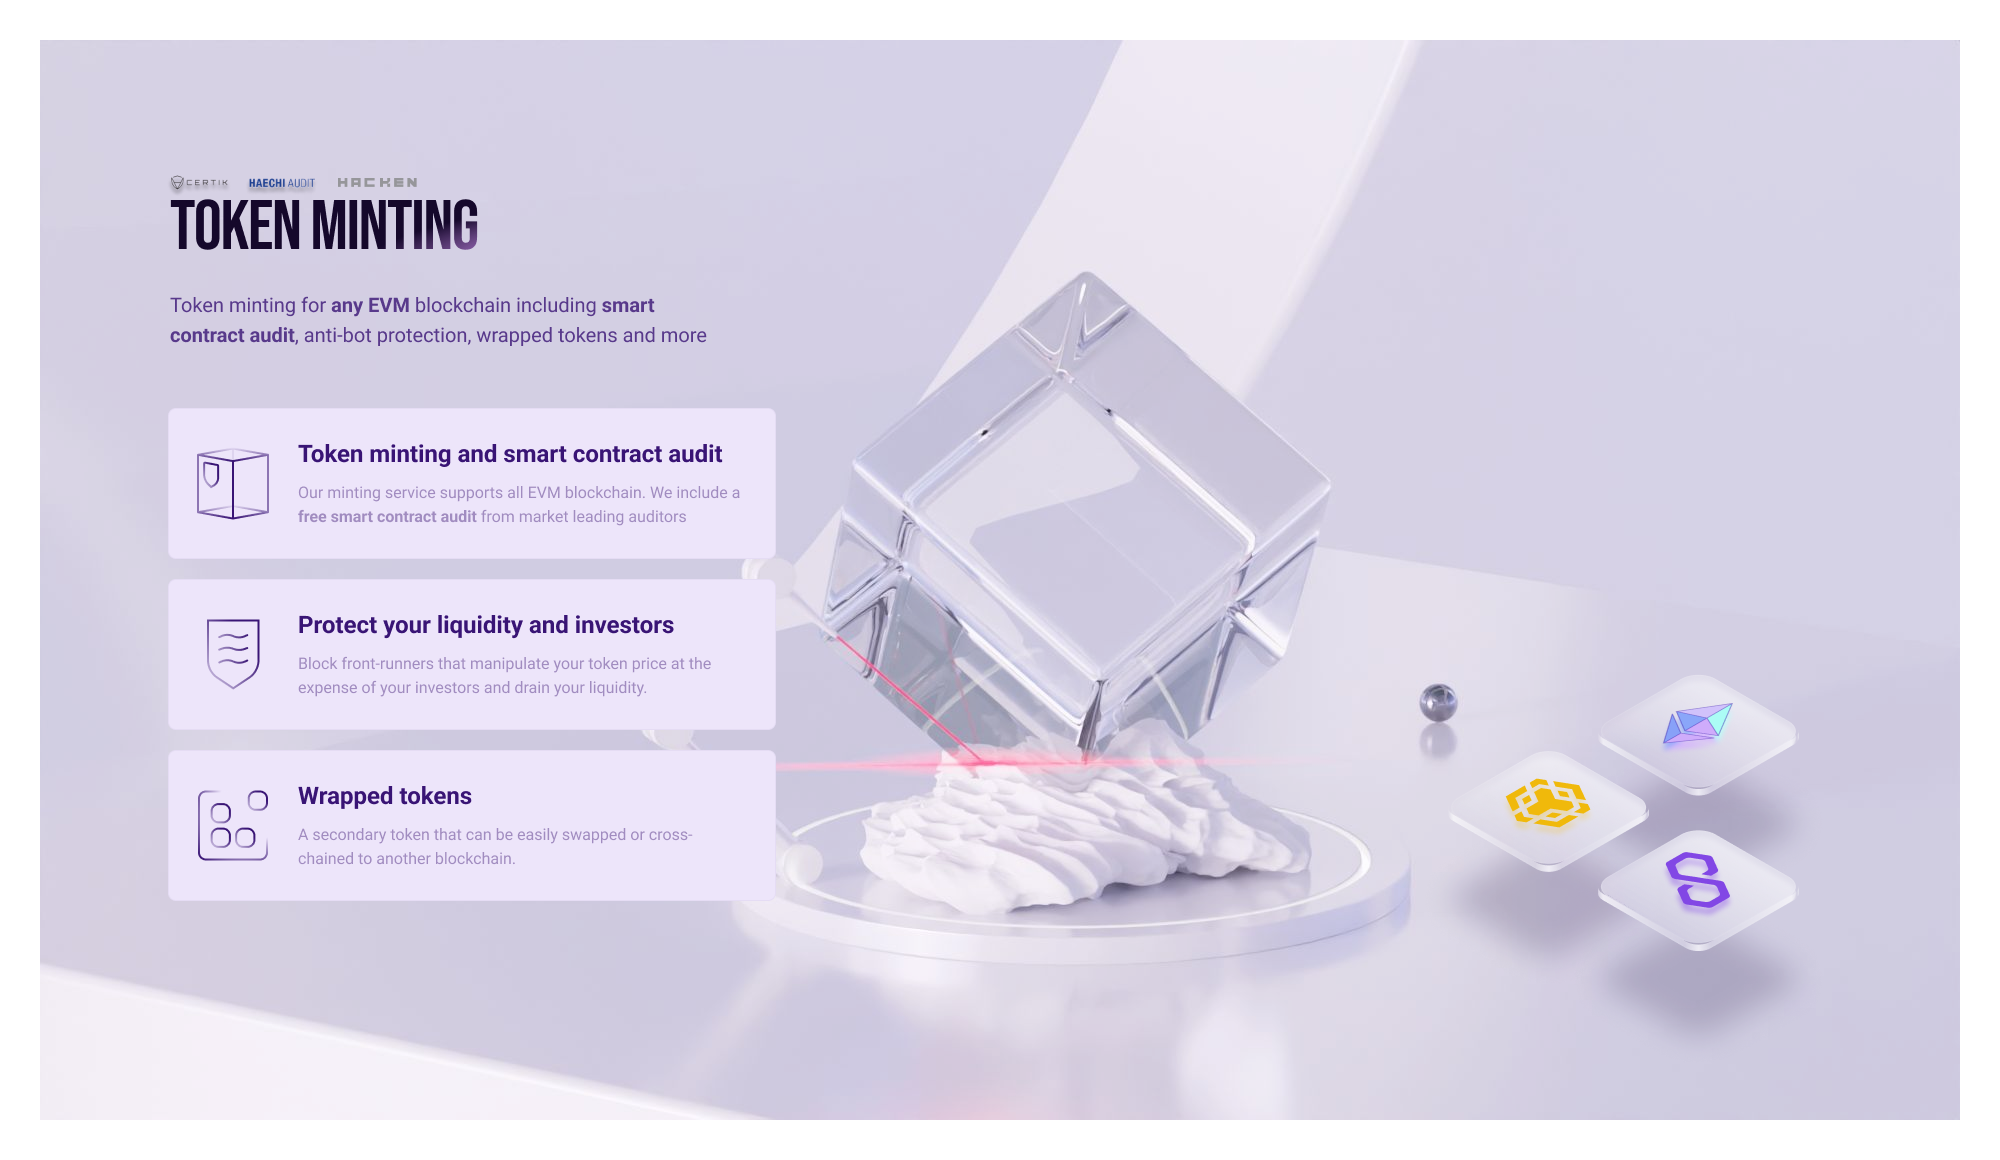 CERTIK HAECHI AUDIT HACKEN
TOKEN MINTING
Token minting for any EVM blockchain including smart
contract audit, anti-bot protection, wrapped tokens and more
Token minting and smart contract audit
Our minting service supports all EVM blockchain. We include a
free smart contract audit from market leading auditors
Protect your liquidity and investors
Block front-runners that manipulate your token price at the
expense of your investors and drain your liquidity.
Wrapped tokens
A secondary token that can be easily swapped or cross-
chained to another blockchain.